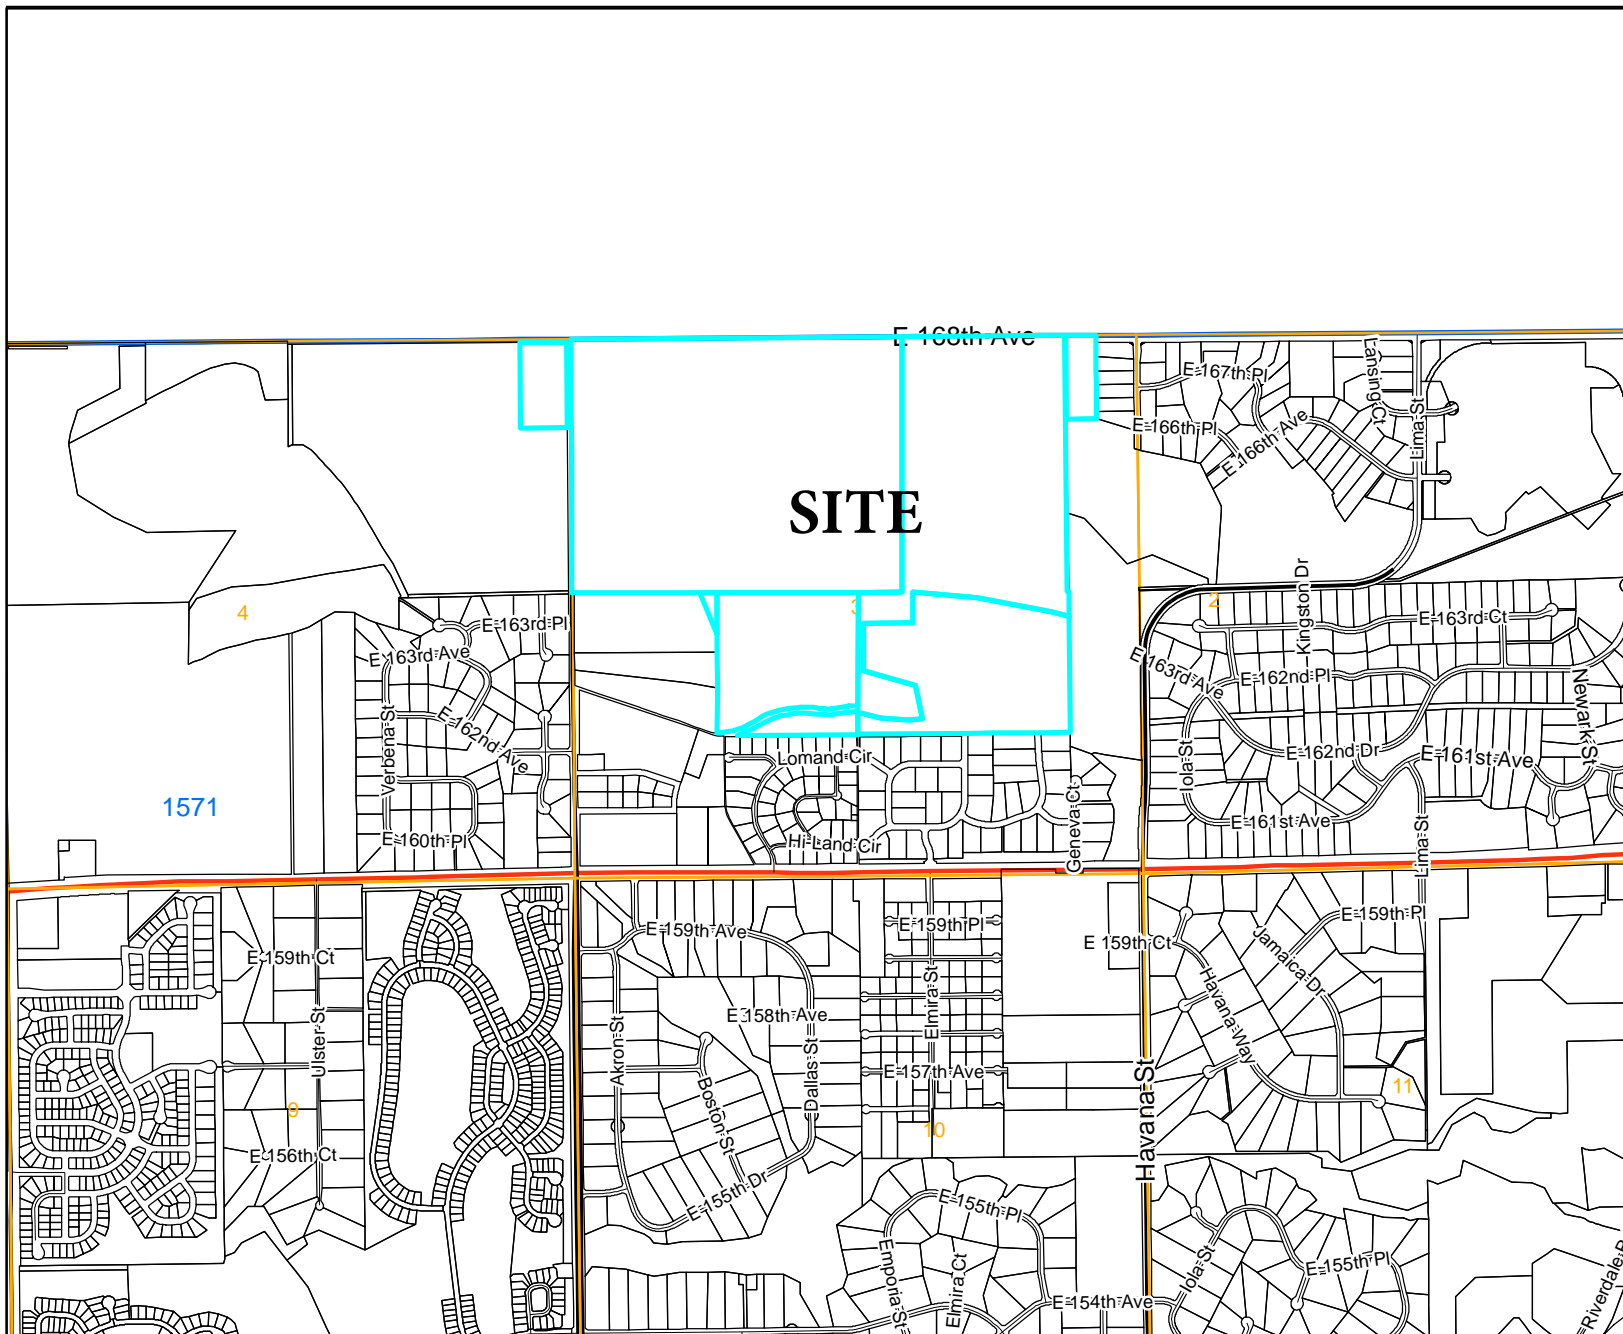 E 168th Ave
E 167th Pl
Lansing Ct
Lima St
E 166th Pl
E 166th Ave
SITE
Kingston Dr
4
3
2
E 163rd Pl
E 163rd Ave
E 163rd Ct
E 163rd Ave
E 162nd Pl
Newark St
Verbena St
E 162nd Ave
Iola St
E 162nd Dr
E 161st Ave
Lomand Cir
1571
Geneva Ct
E 161st Ave
E 160th Pl
Hi-Land Cir
Lima St
E 159th Ave
E 159th Pl
E 159th Ct
E 159th Pl
E 159th Ct
Jamaica Dr
Elmira St
Havana Way
E 158th Ave
Ulster St
Akron St
Dallas St
E 157th Ave
Boston St
Havana St
11
9
10
E 156th Ct
E 155th Dr
E 155th Pl
Emporia St
Elmira Ct
Iola St
E 155th Pl
E 154th Ave
Riverdale